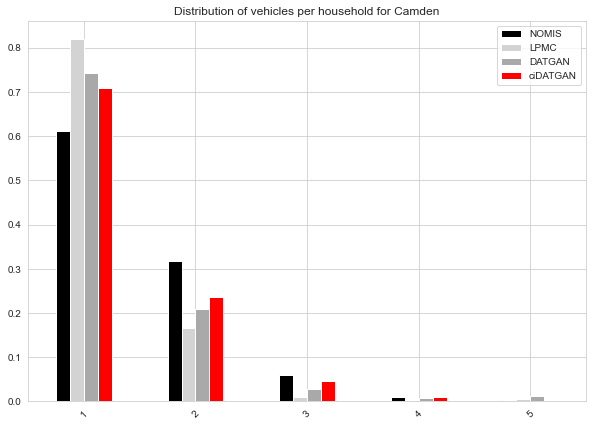 Distribution of vehicles per household for Camden
NOMIS
LPMC
DATGAN
ciDATGAN
0.8
0.7
0.6
0.5
0.4
0.3
0.2
0.1
0.0
1
2
3
4
5